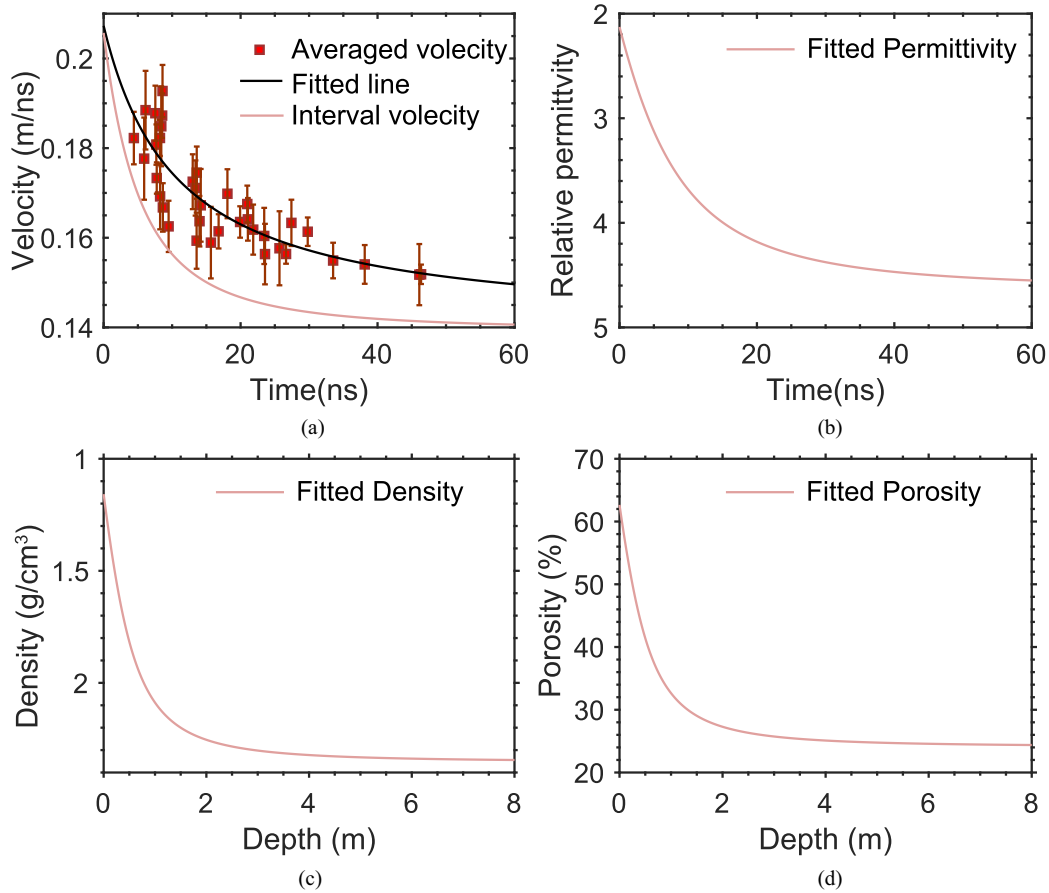 Averaged volecity
Fitted line
Interval volecity
Velocity (m/ns)
0.2
0.18
0.16
0.14
0 20 40 60
Time(ns)
(a)
Fitted Permittivity
Relative permittvity
2
3
4
5
0 20 40 60
Time(ns)
(b)
Fitted Density
Density (g/cm³)
1
1.5
2
0 2 4 6 8
Depth (m)
(c)
Fitted Porosity
Porosity (%)
70
60
50
40
30
20
0 2 4 6 8
Depth (m)
(d)